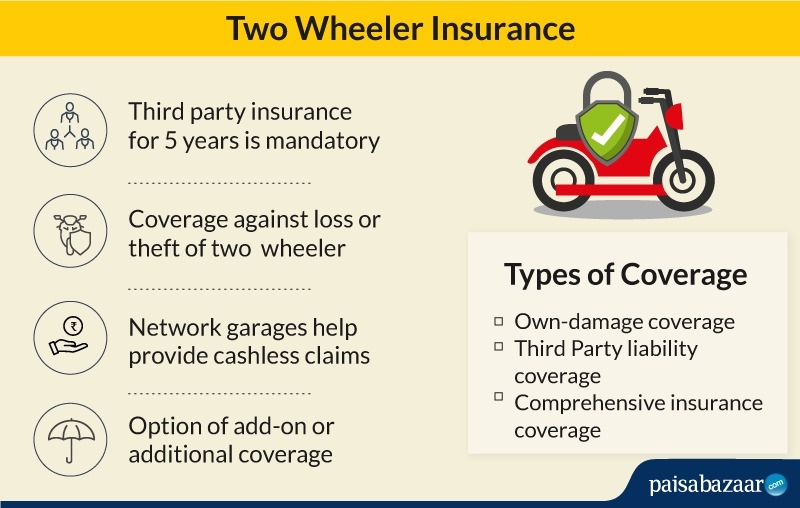 Two Wheeler Insurance
Third party insurance
for 5 years is mandatory
Coverage against loss or
theft of two wheeler
₹
Network garages help
provide cashless claims
Option of add-on or
additional coverage
Types of Coverage
Own-damage coverage
Third Party liability
coverage
Comprehensive insurance
coverage
paisabazaar.com